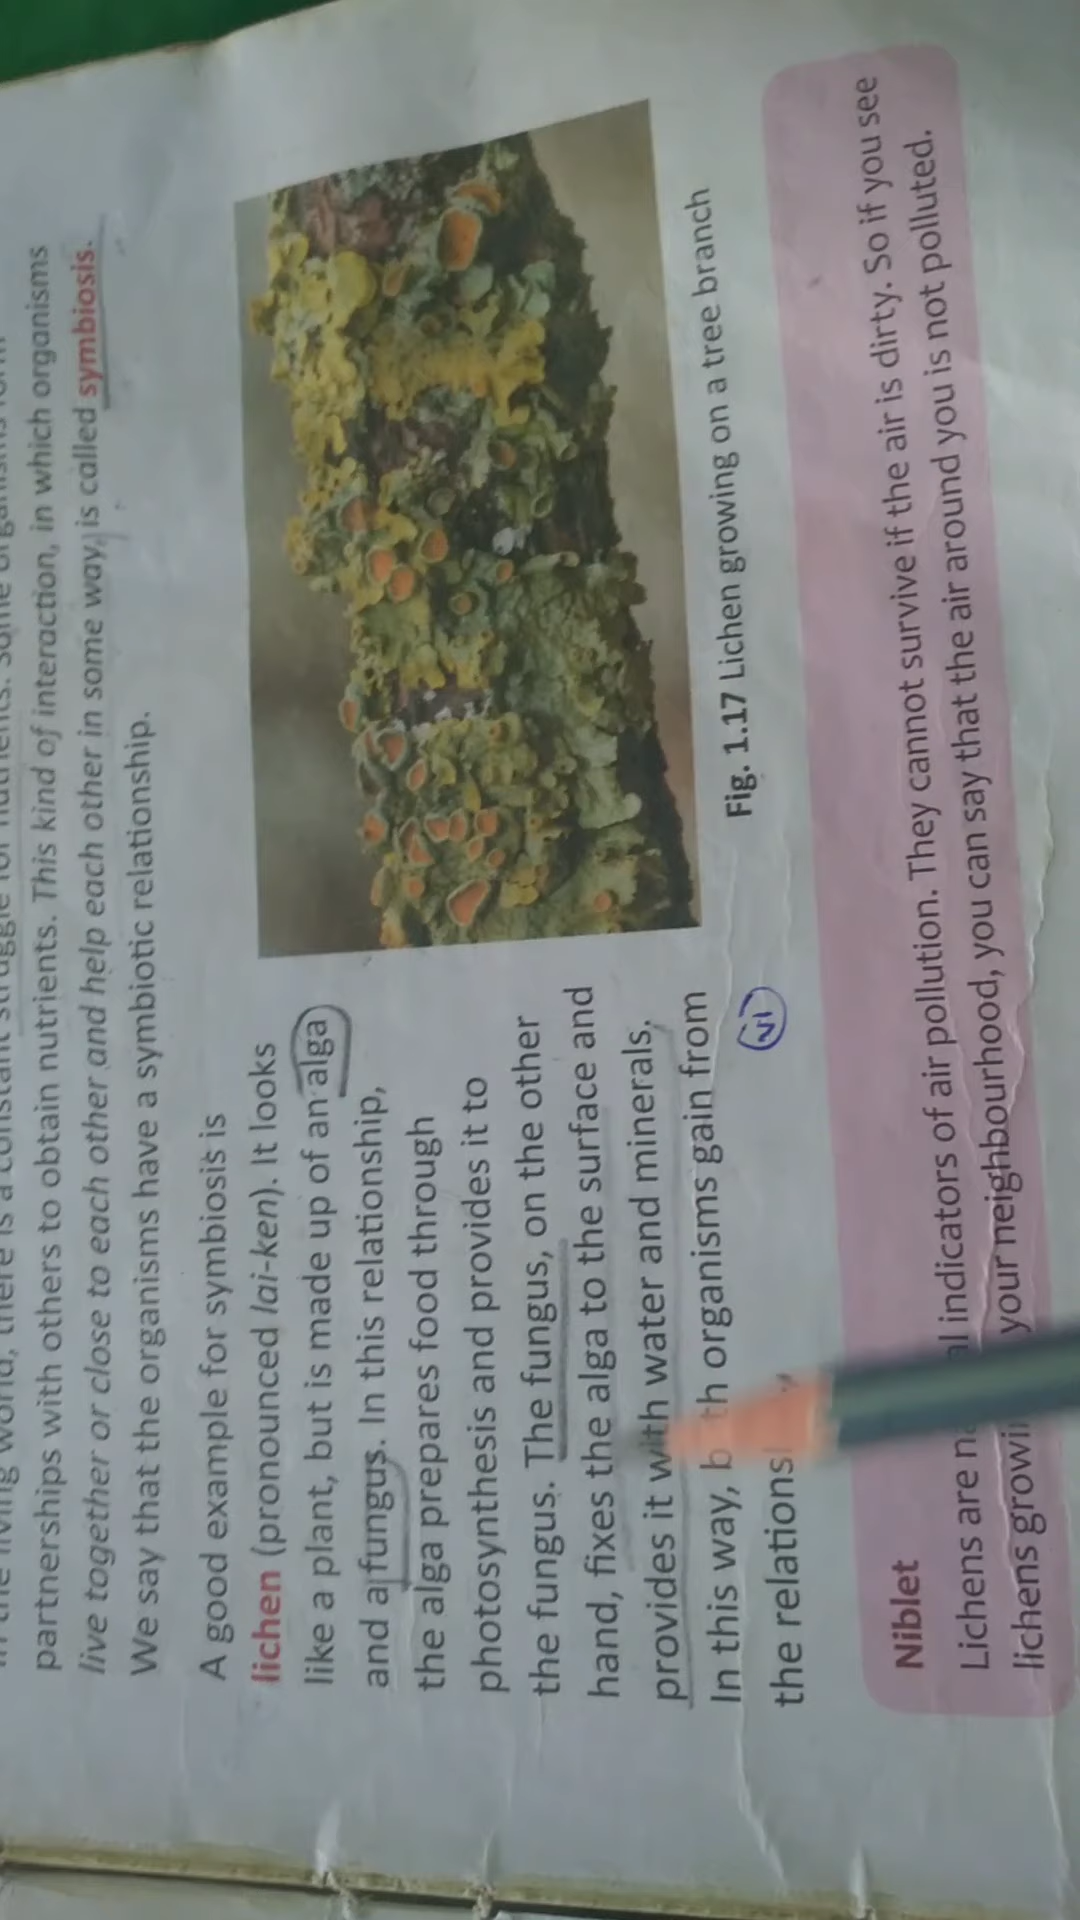 partnerships with others to obtain nutrients. This kind of interaction, in which organisms
live together or close to each other and help each other in some way, is called symbiosis.
We say that the organisms have a symbiotic relationship.
A good example for symbiosis is
lichen (pronounced lai-ken). It looks
like a plant, but is made up of an alga
and a fungus. In this relationship,
the alga prepares food through
photosynthesis and provides it to
the fungus. The fungus, on the other
hand, fixes the alga to the surface and
provides it with water and minerals.
In this way, b th organisms gain from
the relations
vi
Fig. 1.17 Lichen growing on a tree branch
Niblet
Lichens are indicators of air pollution. They cannot survive if the air is dirty. So if you see
lichens growi your neighbourhood, you can say that the air around you is not polluted.